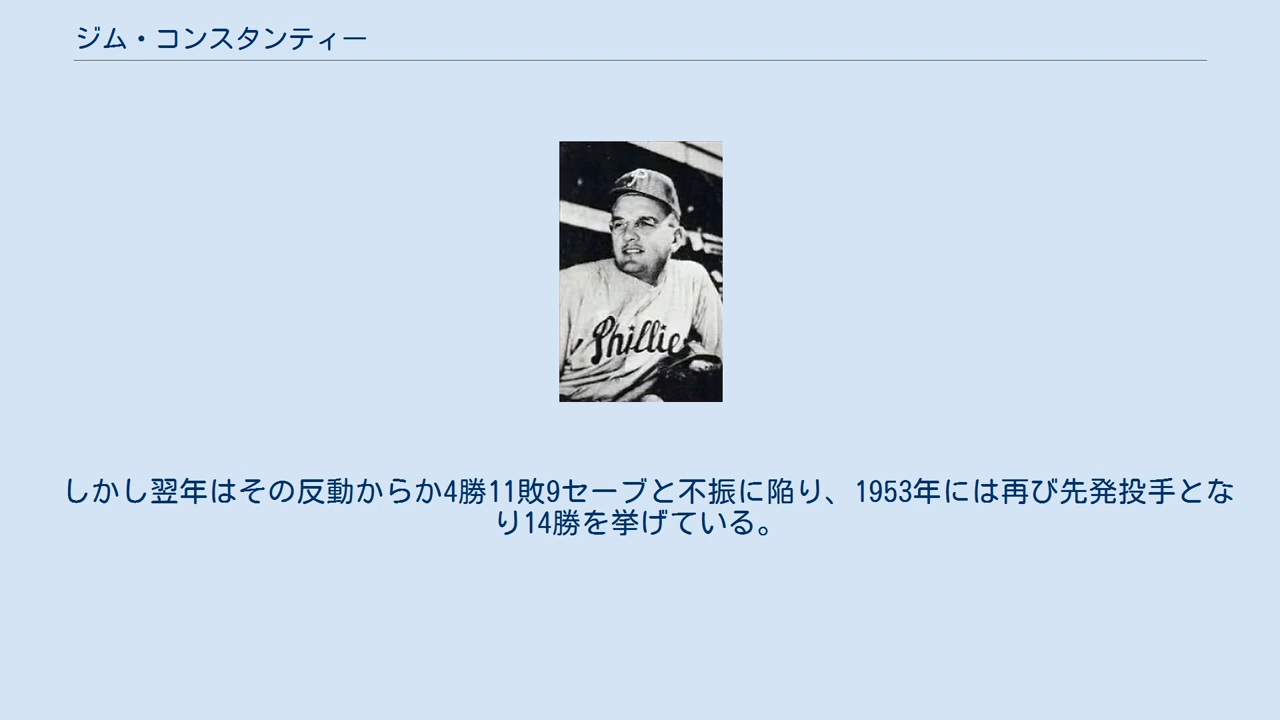 ジム・コンスタンティー
P
Phillie
しかし翌年はその反動からか4勝11敗9セーブと不振に陥り、1953年には再び先発投手とな
り14勝を挙げている。